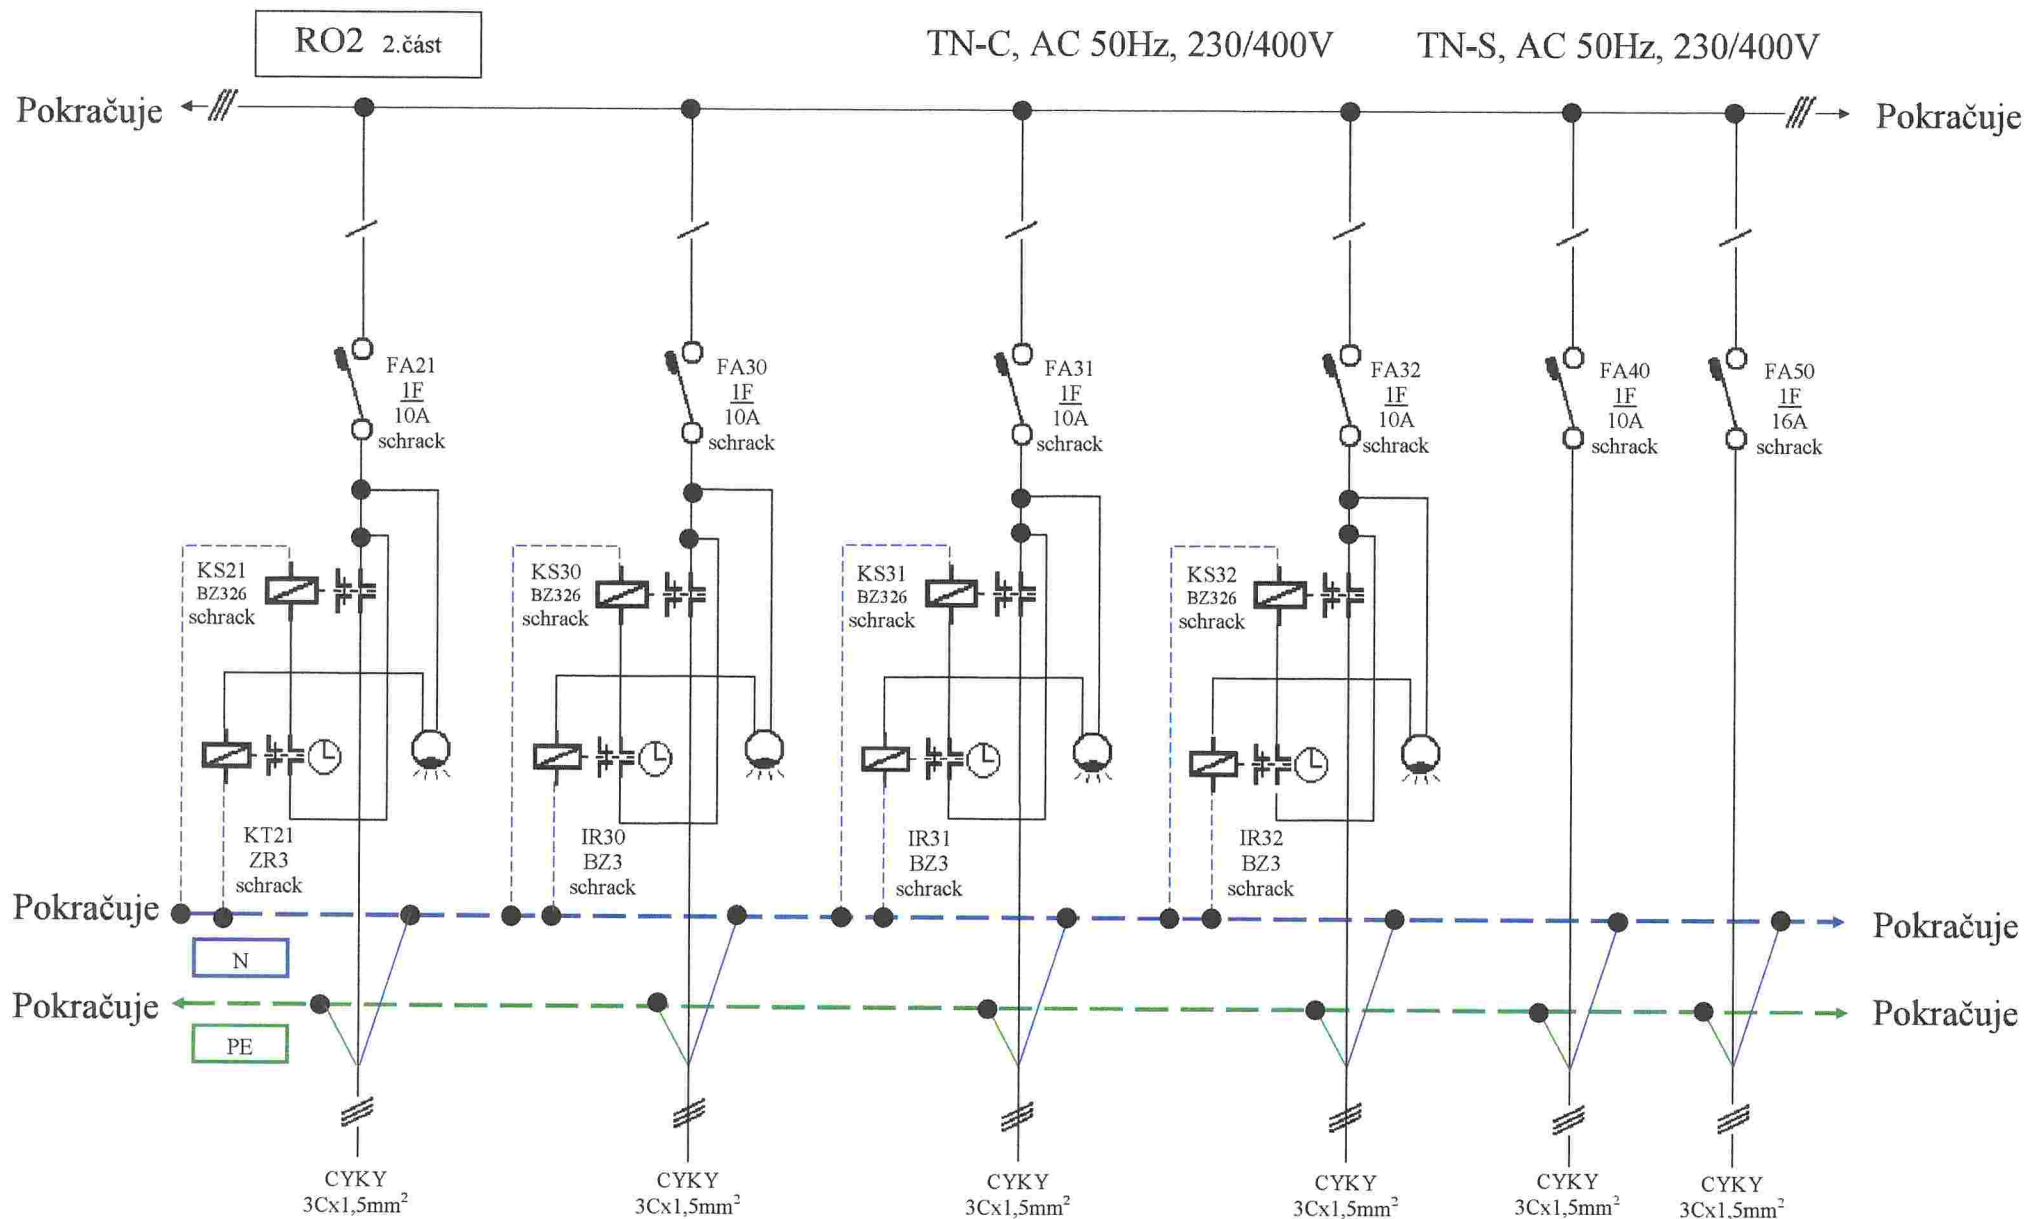 RO2 2.část
TN-C, AC 50Hz, 230/400V
TN-S, AC 50Hz, 230/400V
Pokračuje
Pokračuje
FA21
1F
10A
schrack
FA30
1F
10A
schrack
FA31
1F
10A
schrack
FA32
1F
10A
schrack
FA40
1F
10A
schrack
FA50
1F
16A
schrack
KS21
BZ326
schrack
KS30
BZ326
schrack
KS31
BZ326
schrack
KS32
BZ326
schrack
KT21
ZR3
schrack
IR30
BZ3
schrack
IR31
BZ3
schrack
IR32
BZ3
schrack
Pokračuje
Pokračuje
N
Pokračuje
Pokračuje
PE
CYKY
3Cx1,5mm²
CYKY
3Cx1,5mm²
CYKY
3Cx1,5mm²
CYKY
3Cx1,5mm²
CYKY
3Cx1,5mm²
CYKY
3Cx1,5mm²